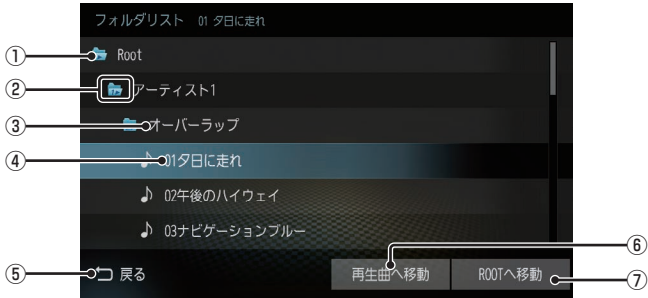 フォルダリスト 01 夕日に走れ
① Root
② アーティスト1
③ オーバーラップ
④ 01夕日に走れ
02午後のハイウェイ
03ナビゲーションブルー
⑥
⑤ 戻る 再生曲へ移動 ROOTへ移動 ⑦